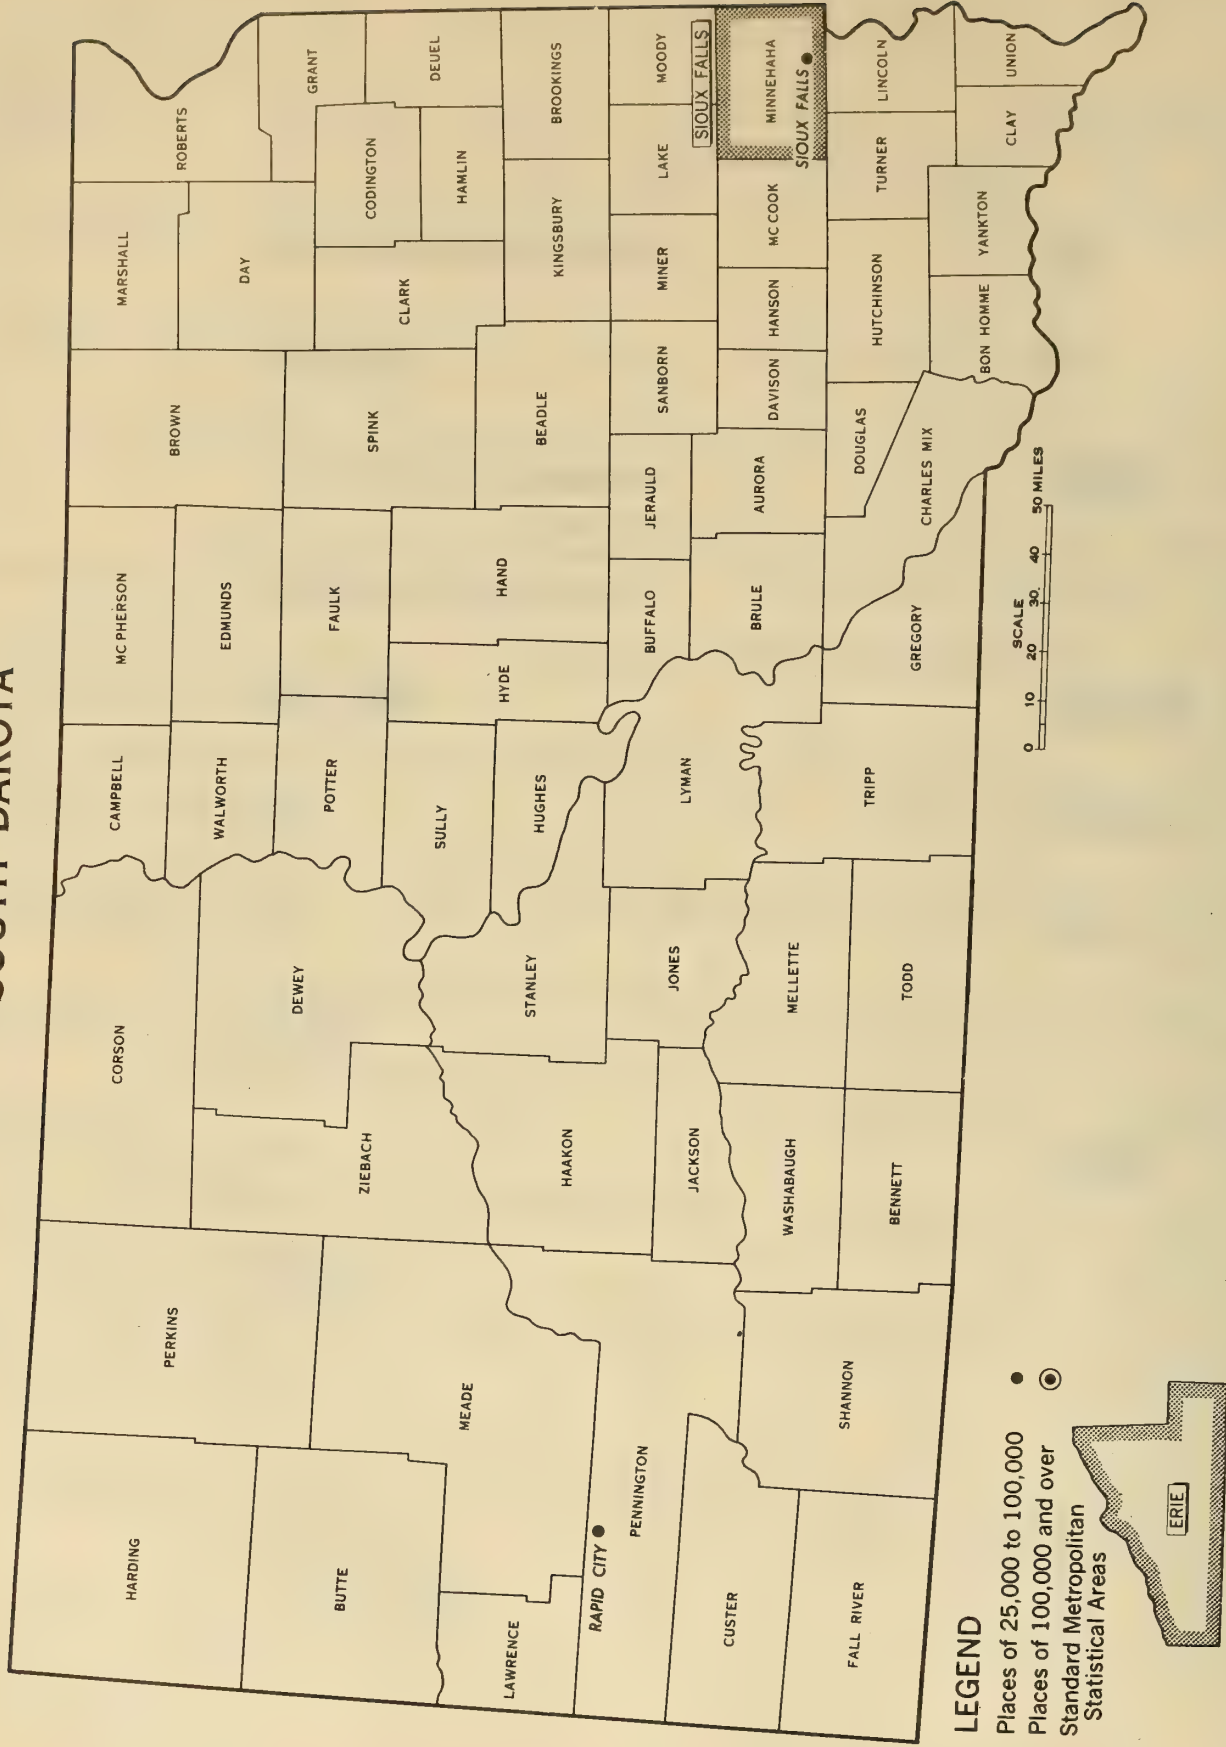 SOUTH DAKOTA
HARDING
PERKINS
CORSON
CAMPBELL
MC PHERSON
BROWN
MARSHALL
ROBERTS
WALWORTH
EDMUNDS
DAY
GRANT
BUTTE
MEADE
ZIEBACH
DEWEY
POTTER
FAULK
SPINK
CLARK
CODINGTON
DEUEL
HAMLIN
SULLY
HYDE
HAND
BEADLE
KINGSBURY
BROOKINGS
LAWRENCE
HAAKON
STANLEY
HUGHES
RAPID CITY
PENNINGTON
JACKSON
JONES
LYMAN
BUFFALO
JERAULD
SANBORN
MINER
LAKE
MOODY
SIOUX FALLS
CUSTER
WASHABAUGH
MELLETTE
BRULE
AURORA
DAVISON
HANSON
MC COOK
MINNEHAHA
SIOUX FALLS
FALL RIVER
SHANNON
BENNETT
TODD
TRIPP
GREGORY
CHARLES MIX
DOUGLAS
HUTCHINSON
TURNER
LINCOLN
BON HOMME
YANKTON
CLAY
UNION
LEGEND
Places of 25,000 to 100,000
Places of 100,000 and over
Standard Metropolitan
Statistical Areas
ERIE
SCALE
0 10 20 30 40 50 MILES